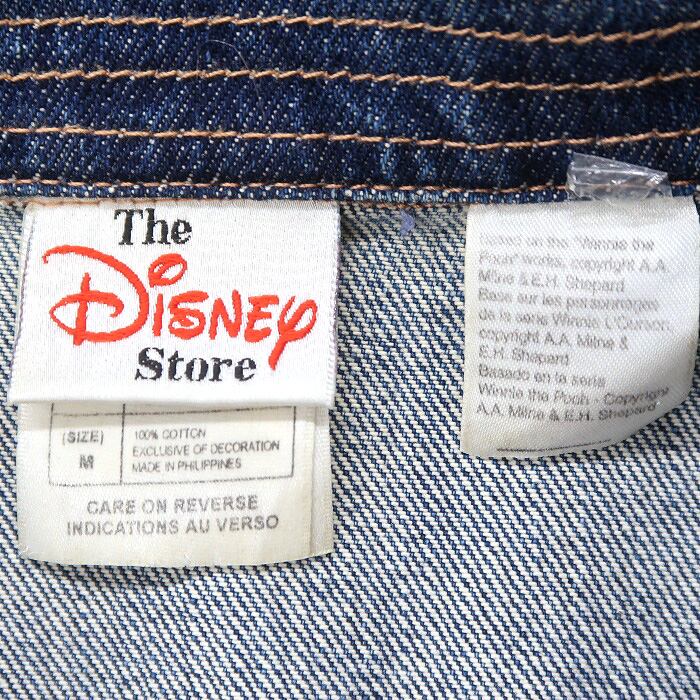 The
Disney
Store
(SIZE)
M
100% COTTON
EXCLUSIVE OF DECORATION
MADE IN PHILIPPINES
CARE ON REVERSE
INDICATIONS AU VERSO
Based on the "Winnie the
Pooh" works, copyright A.A.
Milne & E.H. Shepard
Base sur les personnages
de la serie Winnie L'Ourson,
copyright A.A. Milne &
E.H. Shepard
Basado en la serie
Winnie the Pooh - Copyright
A.A. Milne & E.H. Shepard